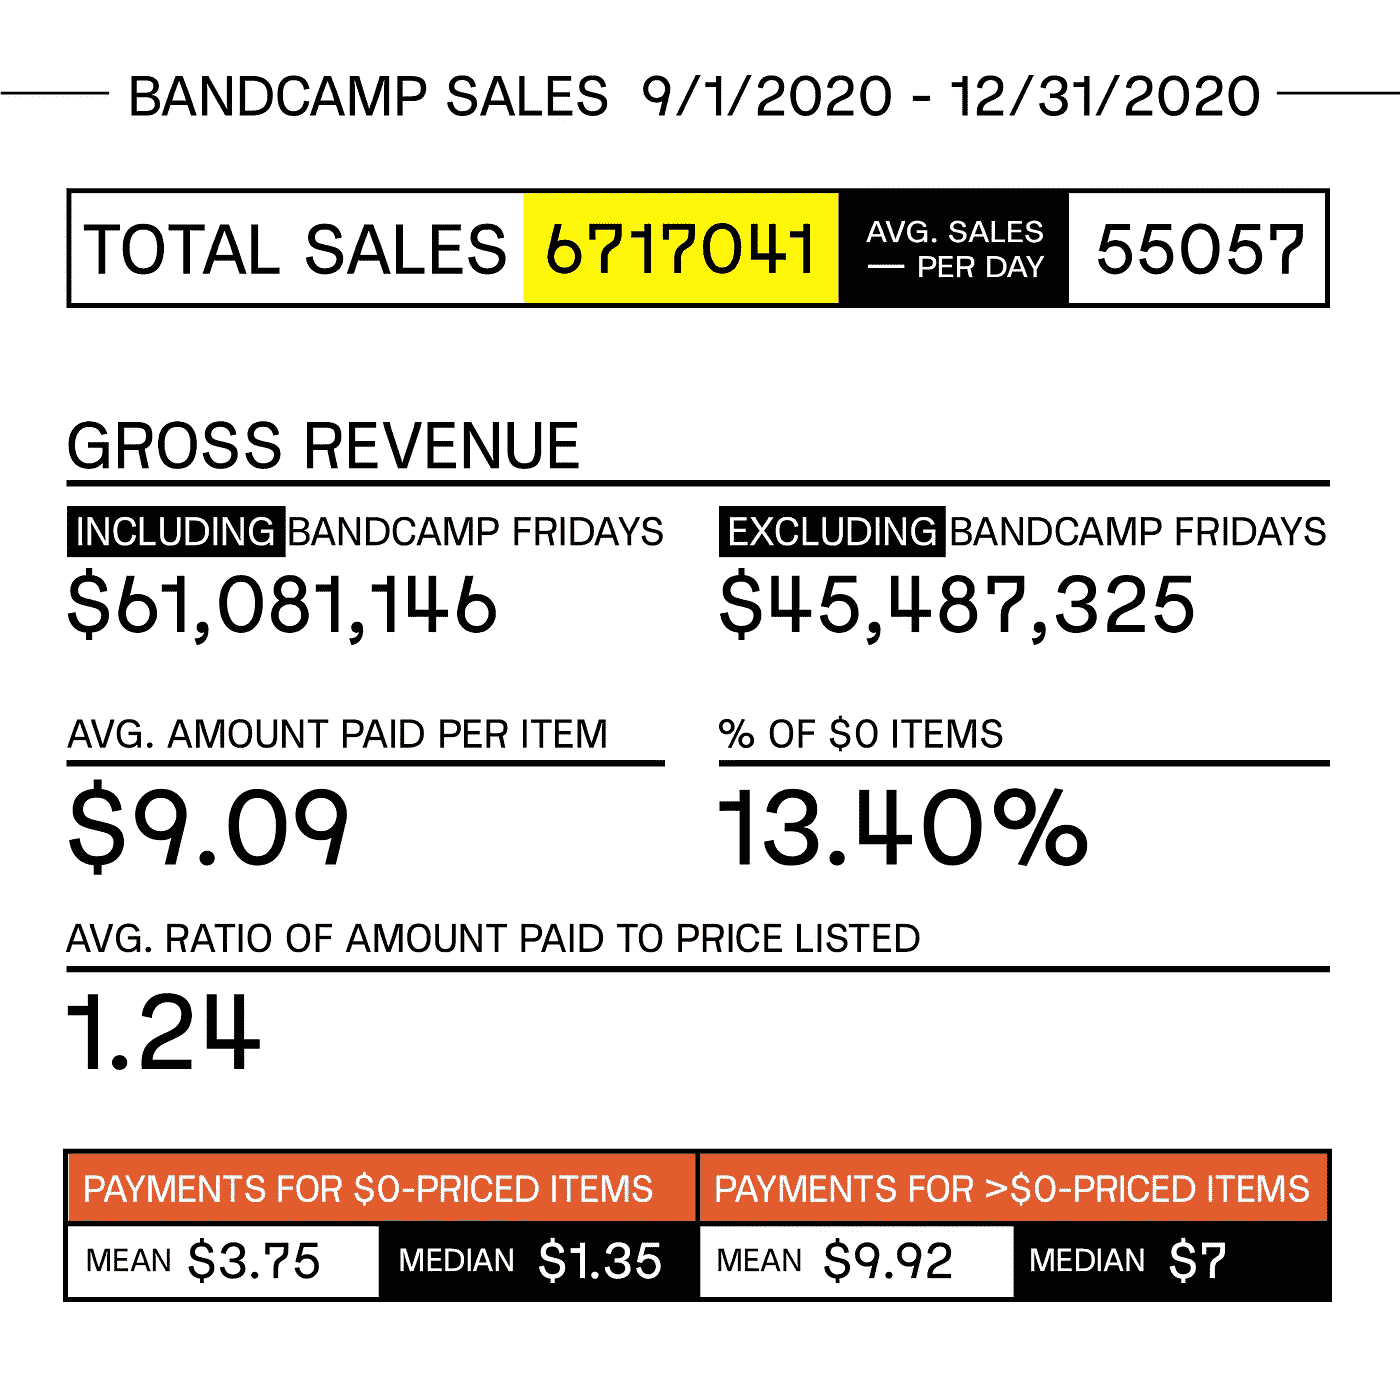 BANDCAMP SALES 9/1/2020 - 12/31/2020
TOTAL SALES 6717041 AVG. SALES
— PER DAY 55057
GROSS REVENUE
INCLUDING BANDCAMP FRIDAYS
$61,081,146
EXCLUDING BANDCAMP FRIDAYS
$45,487,325
AVG. AMOUNT PAID PER ITEM
$9.09
% OF $0 ITEMS
13.40%
AVG. RATIO OF AMOUNT PAID TO PRICE LISTED
1.24
PAYMENTS FOR $0-PRICED ITEMS
MEAN $3.75 MEDIAN $1.35
PAYMENTS FOR >$0-PRICED ITEMS
MEAN $9.92 MEDIAN $7